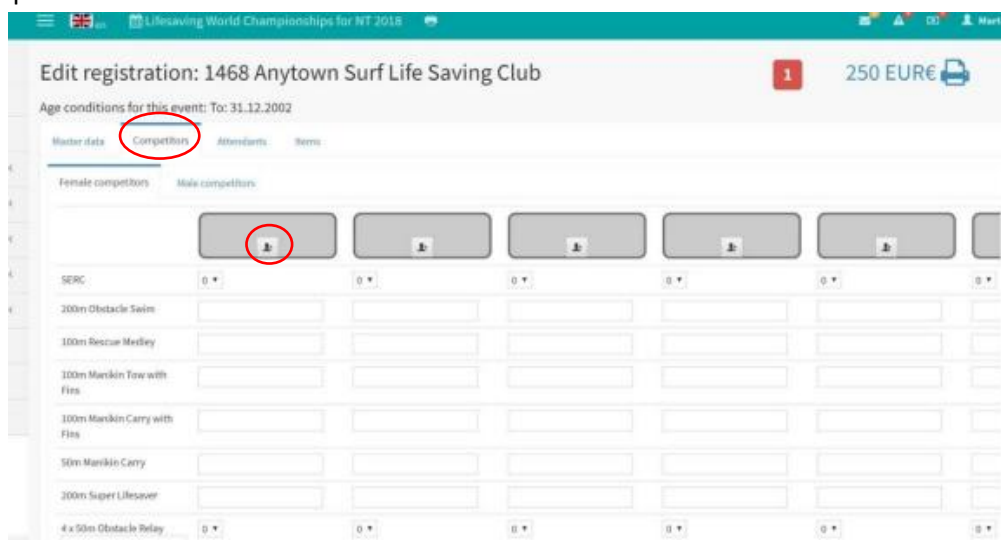 Lifesaving World Championships for NT 2018
Edit registration: 1468 Anytown Surf Life Saving Club 1 250 EUR€
Age conditions for this event: To: 31.12.2002
Master data Competitors Attendants Items
Female competitors Male competitors
SERC 0 0 0 0 0 0
200m Obstacle Swim
100m Rescue Medley
100m Manikin Tow with
Fins
100m Manikin Carry with
Fins
50m Manikin Carry
200m Super Lifesaver
4 x 50m Obstacle Relay 0 0 0 0 0 0